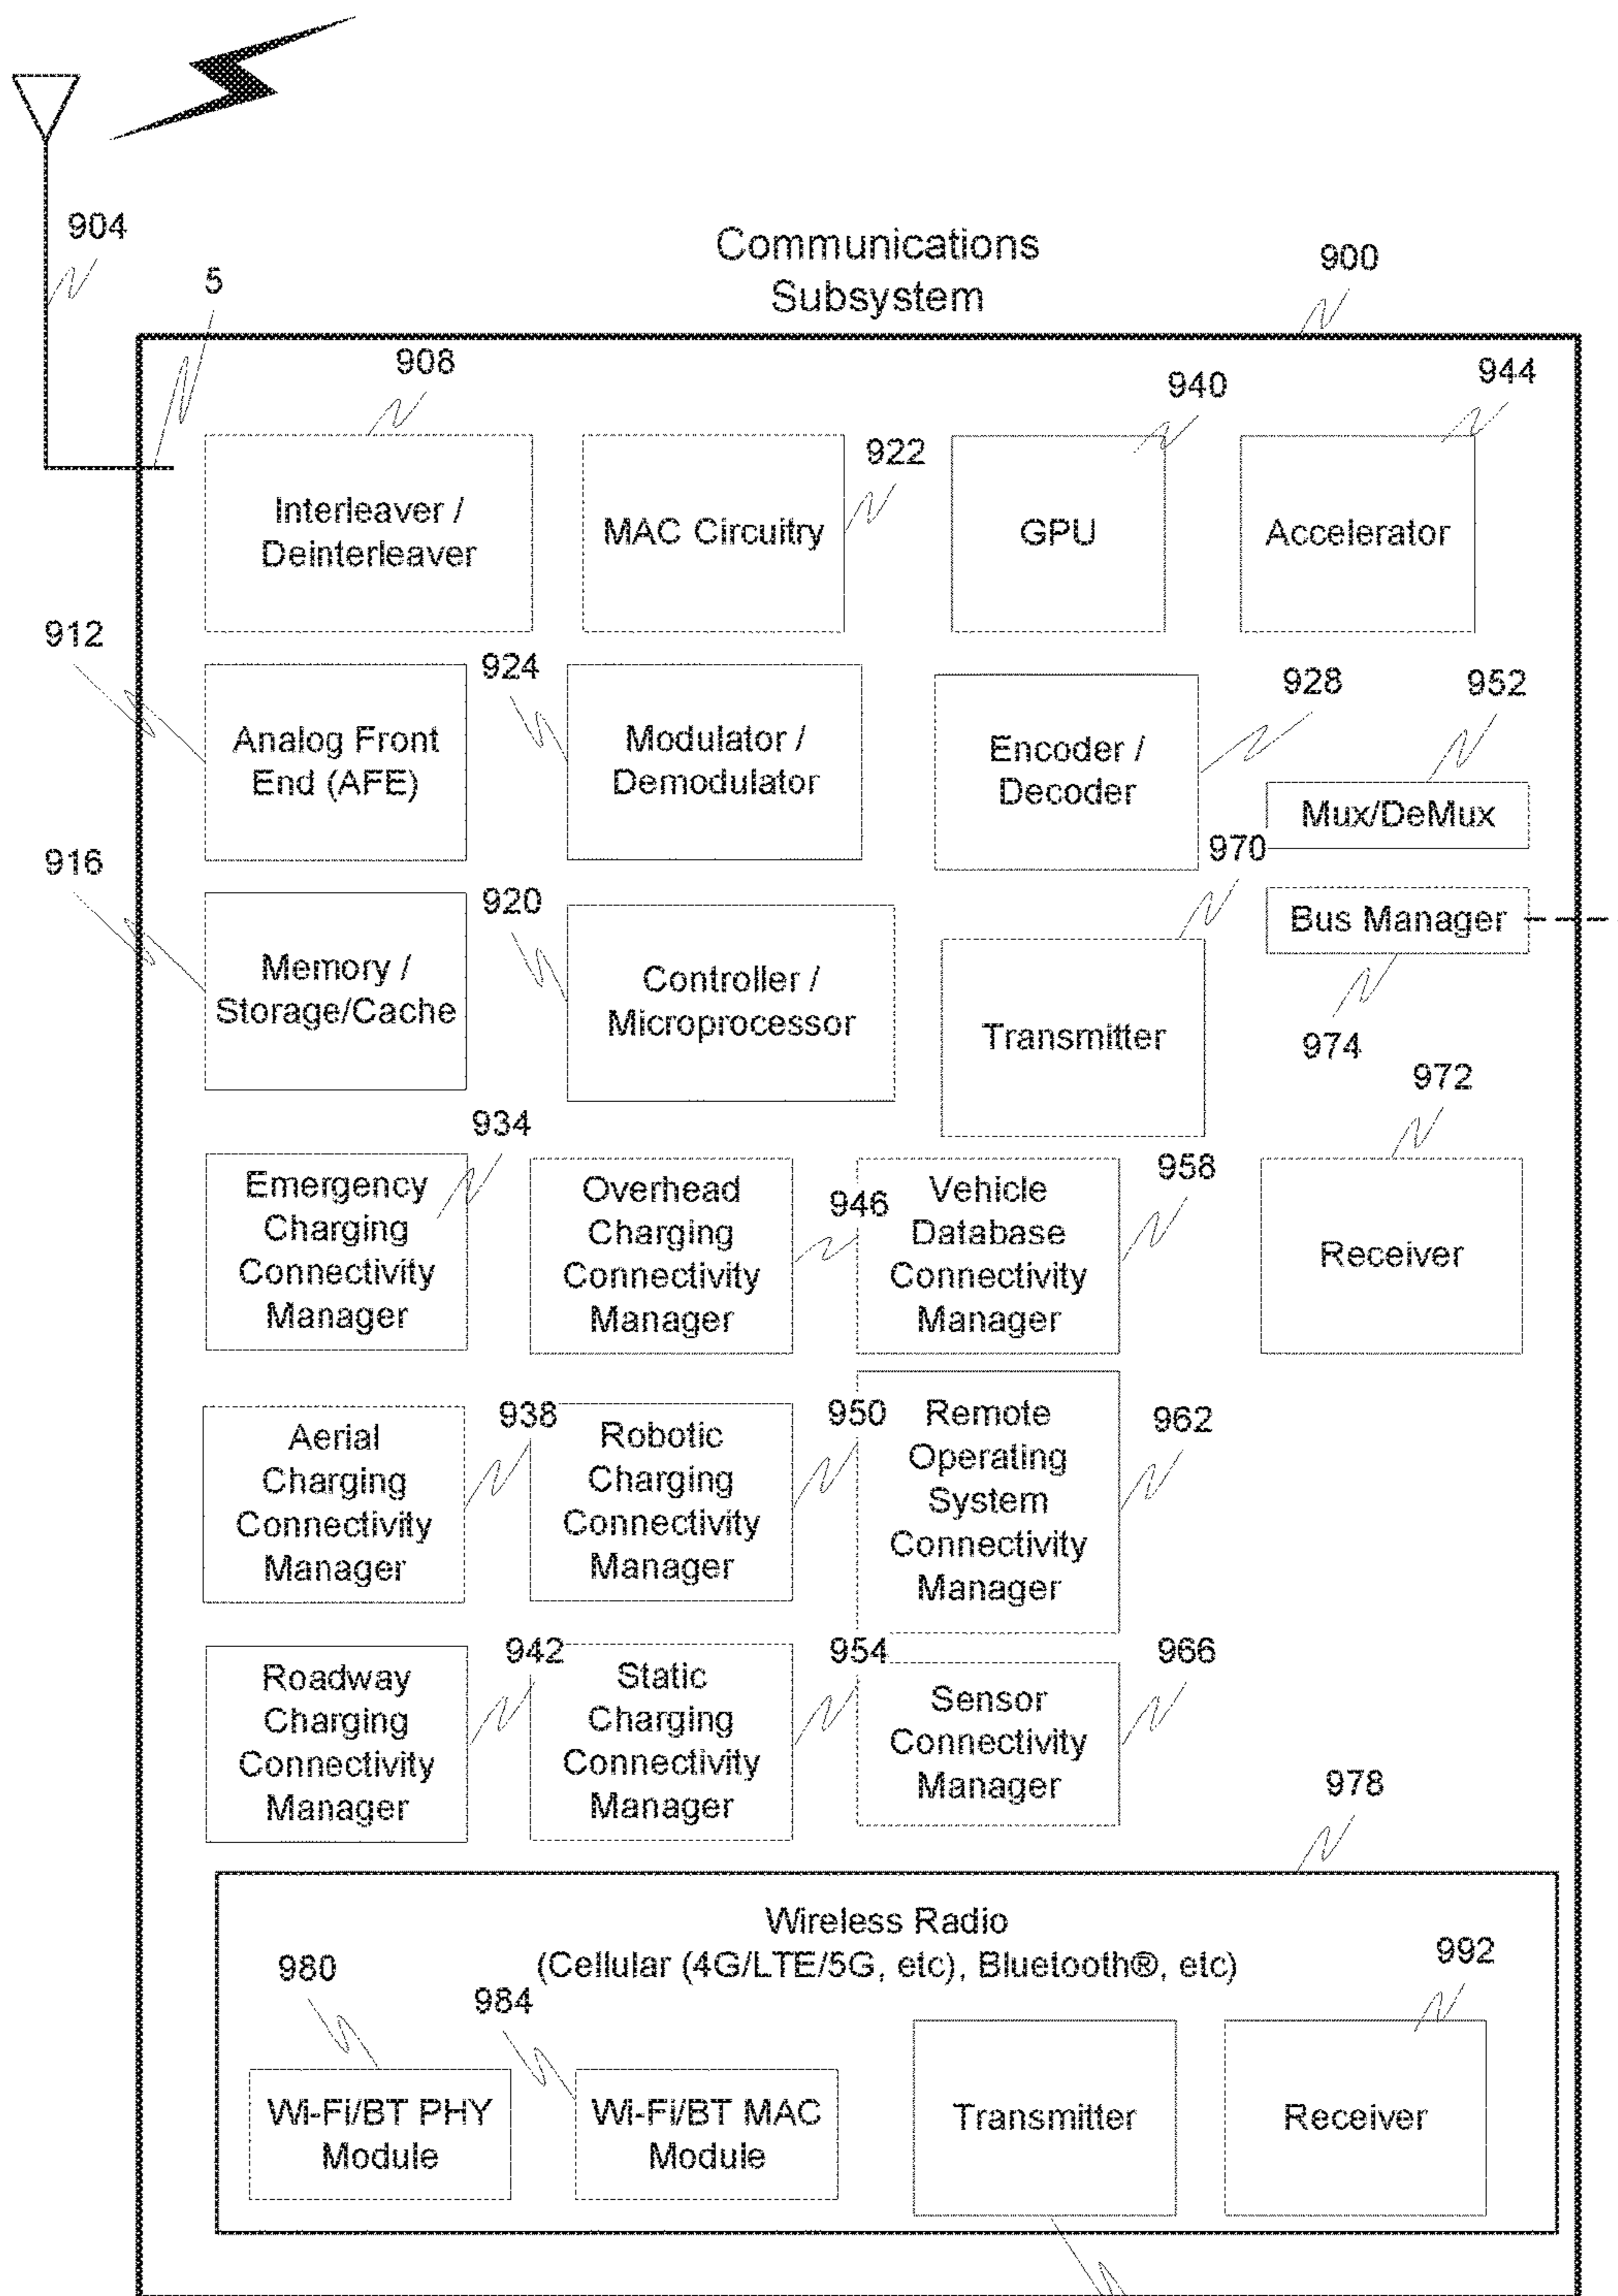 904
5
Communications
Subsystem
900
908
940
944
922
Interleaver /
Deinterleaver
MAC Circuitry
GPU
Accelerator
912
924
928
952
Analog Front
End (AFE)
Modulator /
Demodulator
Encoder /
Decoder
Mux/DeMux
970
916
920
Bus Manager
Memory /
Storage/Cache
Controller /
Microprocessor
Transmitter
974
972
934
Emergency
Charging
Connectivity
Manager
Overhead
Charging
Connectivity
Manager
946
Vehicle
Database
Connectivity
Manager
958
Receiver
Aerial
Charging
Connectivity
Manager
938
Robotic
Charging
Connectivity
Manager
950
Remote
Operating
System
Connectivity
Manager
962
Roadway
Charging
Connectivity
Manager
942
Static
Charging
Connectivity
Manager
954
Sensor
Connectivity
Manager
966
978
Wireless Radio
(Cellular (4G/LTE/5G, etc), Bluetooth®, etc)
980
984
992
Wi-Fi/BT PHY
Module
Wi-Fi/BT MAC
Module
Transmitter
Receiver